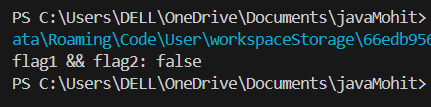 PS C:\Users\DELL\OneDrive\Documents\javaMohit>
ata\Roaming\Code\User\workspaceStorage\66edb956
flag1 && flag2: false
PS C:\Users\DELL\OneDrive\Documents\javaMohit>